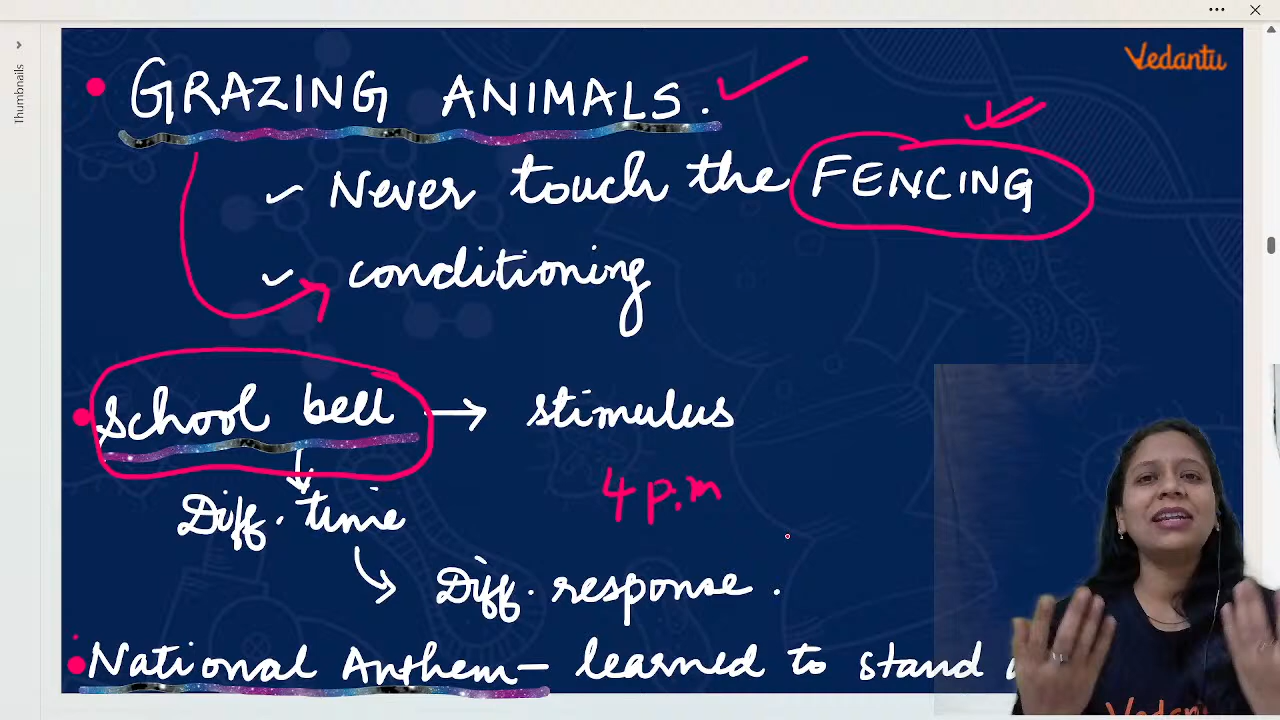 Vedantu
• GRAZING ANIMALS.
Never touch the FENCING
conditioning
• School bell → stimulus
4 p.m
Diff. time
Diff. response.
• National Anthem – learned to stand
Thumbnails